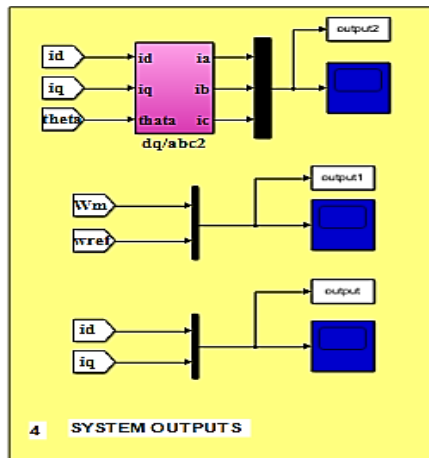 output2
id
id
ia
iq
iq
ib
theta
thata
ic
dq/abc2
output1
Wm
wref
output
id
iq
4 SYSTEM OUTPUTS